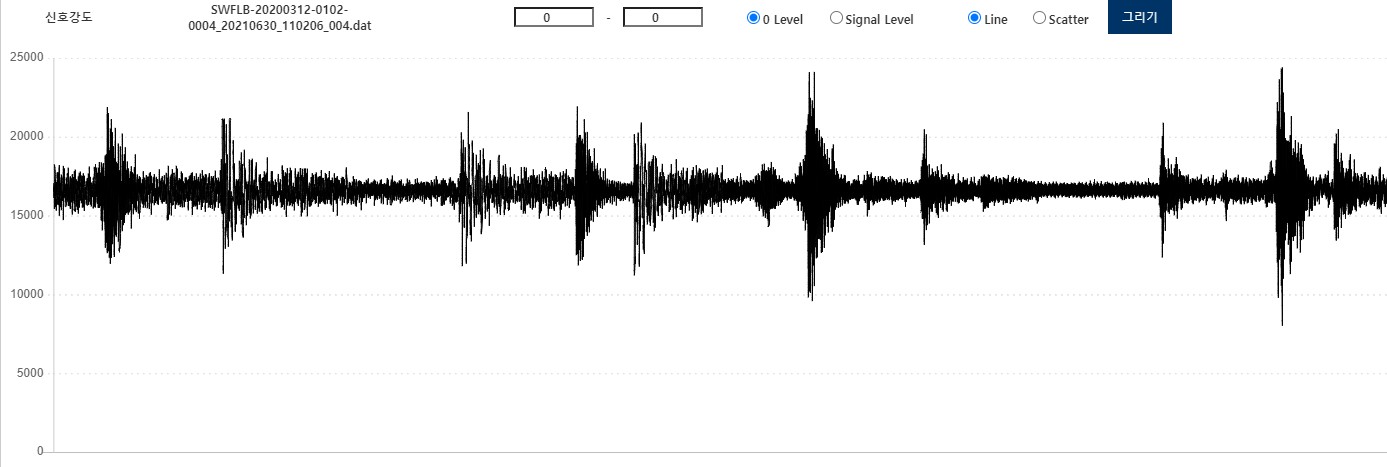 신호강도
SWFLB-20200312-0102-
0004_20210630_110206_004.dat
0 - 0
0 Level Signal Level
Line Scatter
그리기
25000
20000
15000
10000
5000
0